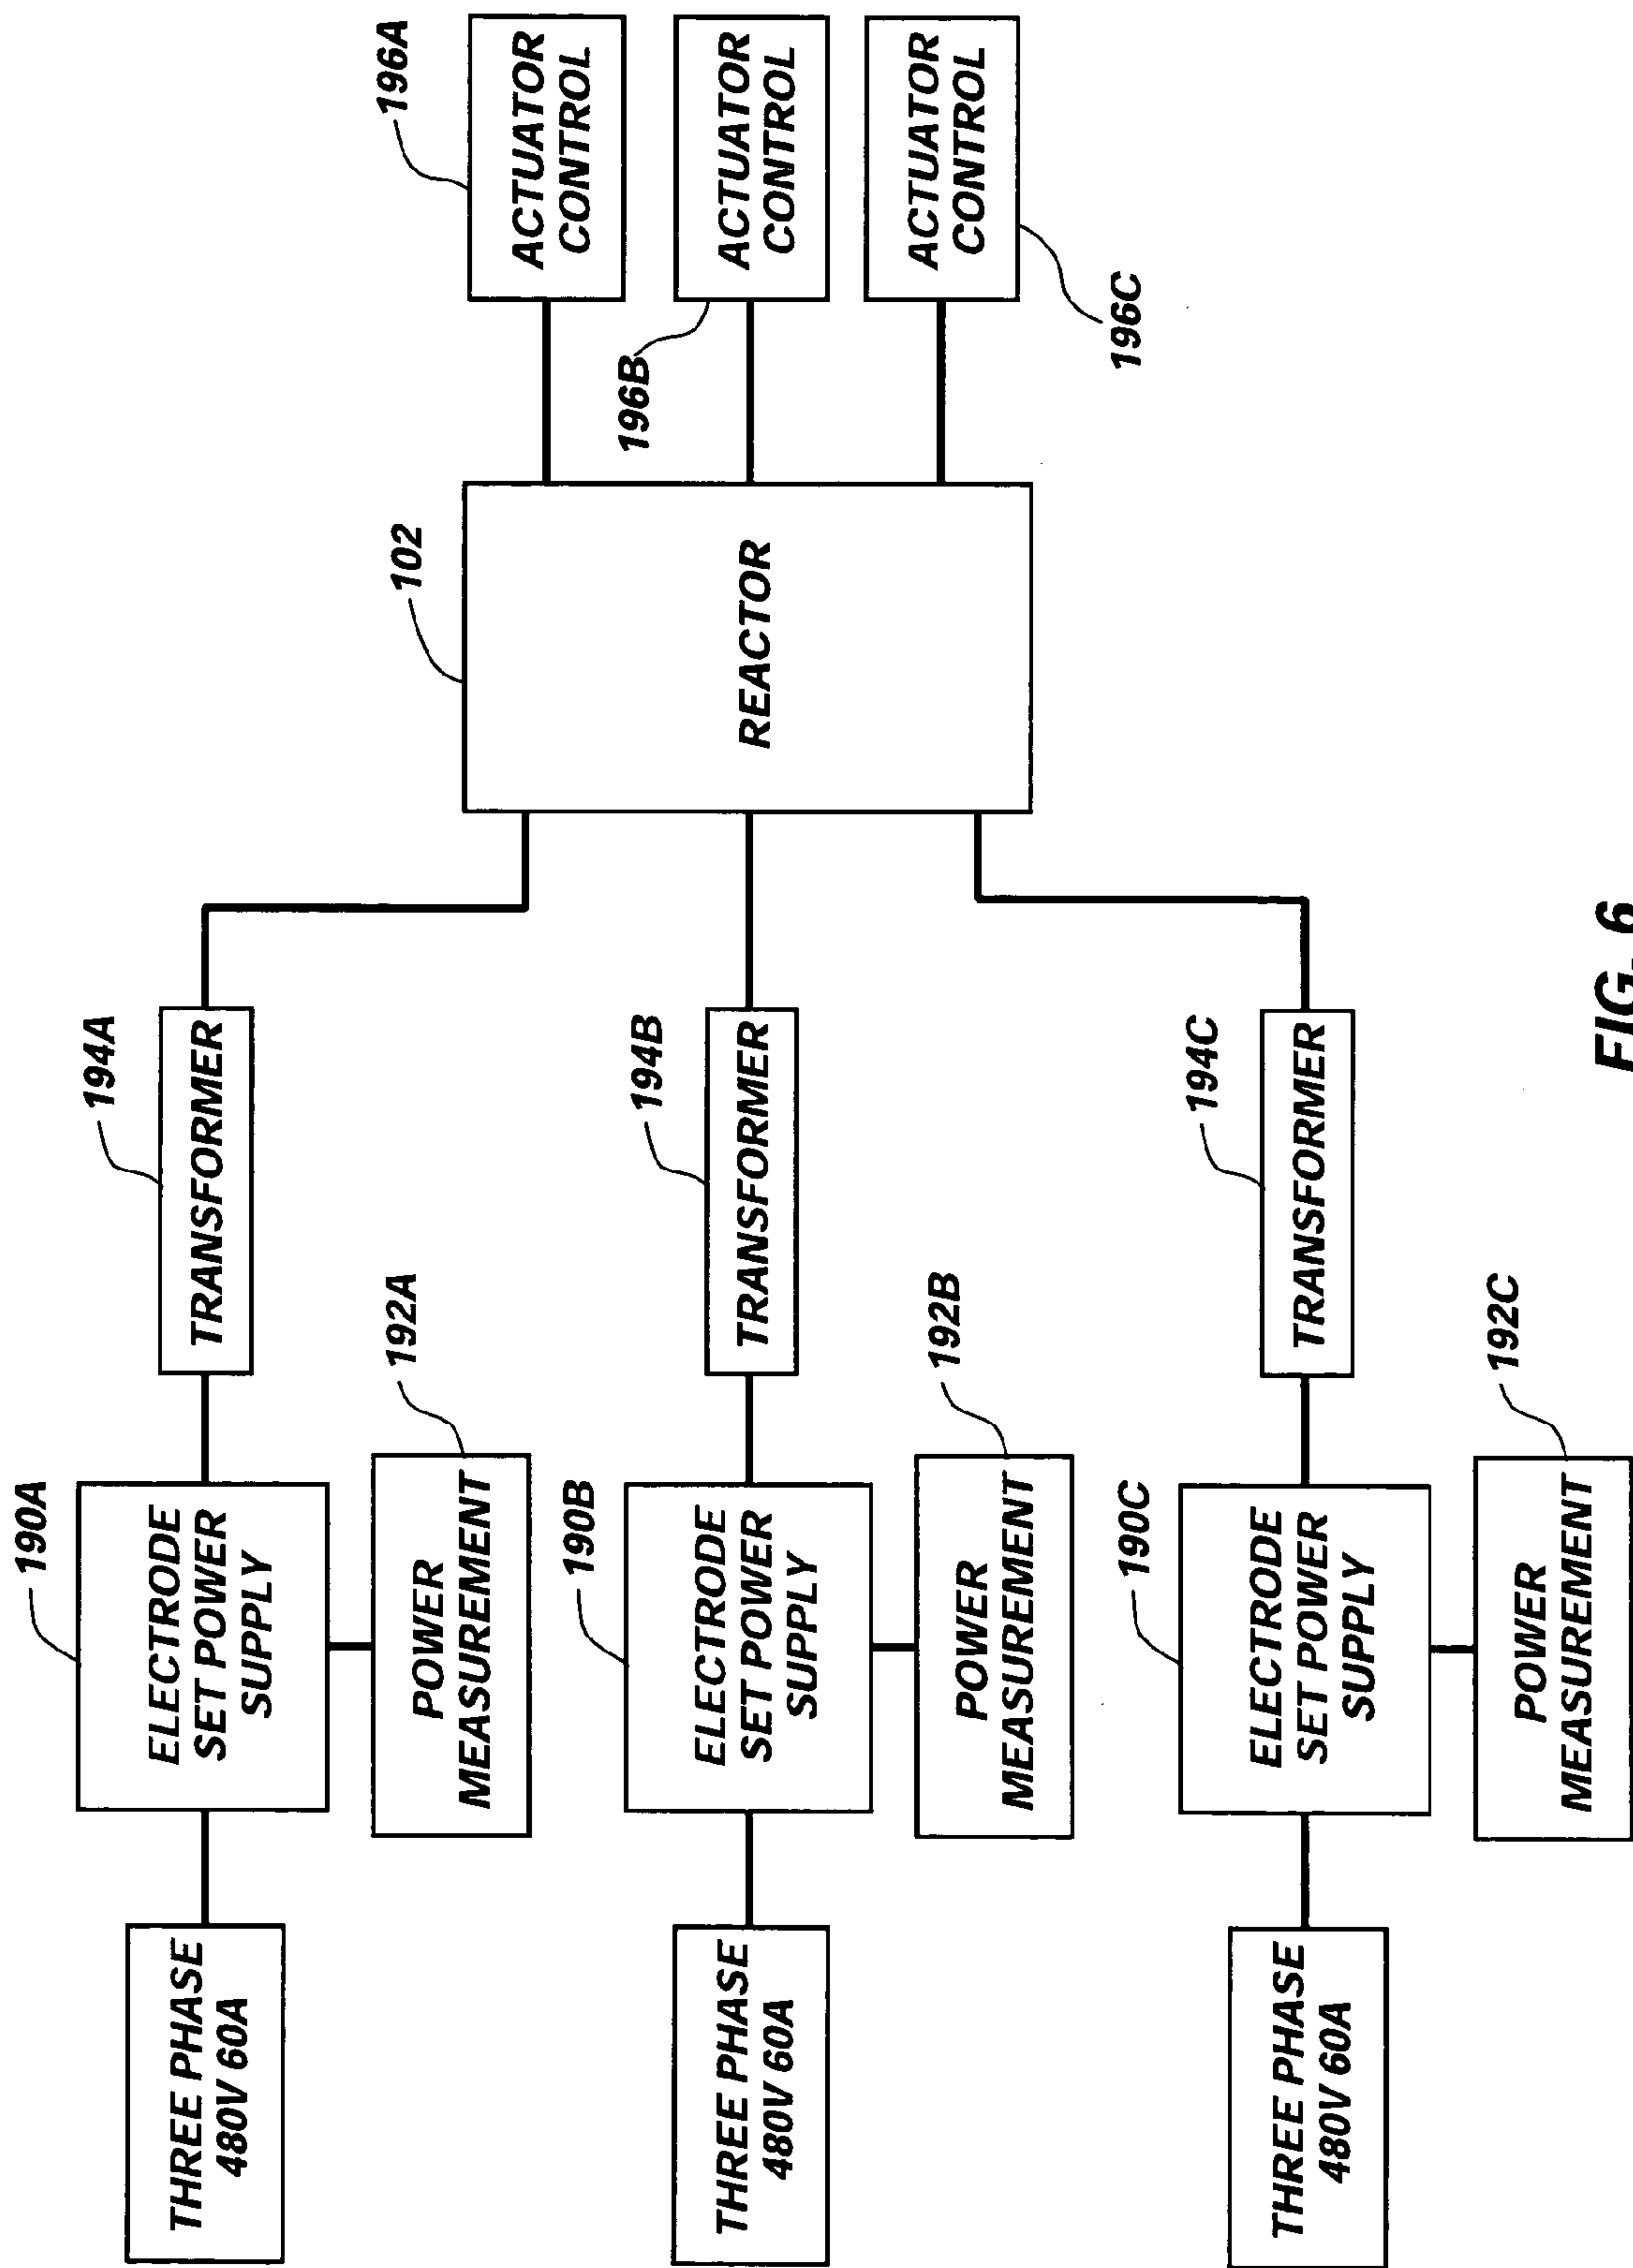 THREE PHASE
480V 60A
190A
ELECTRODE
SET POWER
SUPPLY
POWER
MEASUREMENT
192A
TRANSFORMER
194A
THREE PHASE
480V 60A
190B
ELECTRODE
SET POWER
SUPPLY
POWER
MEASUREMENT
192B
TRANSFORMER
194B
THREE PHASE
480V 60A
190C
ELECTRODE
SET POWER
SUPPLY
POWER
MEASUREMENT
192C
TRANSFORMER
194C
102
REACTOR
196A
ACTUATOR
CONTROL
196B
ACTUATOR
CONTROL
196C
ACTUATOR
CONTROL
FIG. 6